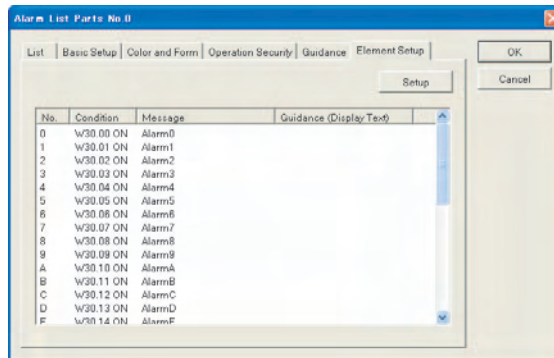 Alarm List Parts No.0
List Basic Setup Color and Form Operation Security Guidance Element Setup
OK
Setup
Cancel
No. Condition Message Guidance (Display Text)
0 W30.00 ON Alarm0
1 W30.01 ON Alarm1
2 W30.02 ON Alarm2
3 W30.03 ON Alarm3
4 W30.04 ON Alarm4
5 W30.05 ON Alarm5
6 W30.06 ON Alarm6
7 W30.07 ON Alarm7
8 W30.08 ON Alarm8
9 W30.09 ON Alarm9
A W30.10 ON AlarmA
B W30.11 ON AlarmB
C W30.12 ON AlarmC
D W30.13 ON AlarmD
E W30.14 ON AlarmE